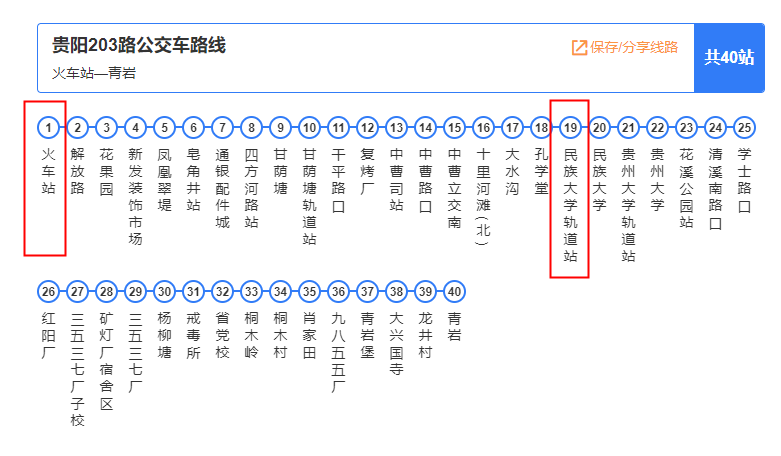 贵阳203路公交车路线
保存/分享线路
共40站
火车站—青岩
1 火车站
2 解放路
3 花果园
4 新发装饰市场
5 凤凰翠堤
6 皂角井站
7 通银配件城
8 四方河路站
9 甘荫塘
10 甘荫塘轨道站
11 干平路口
12 复烤厂
13 中曹司站
14 中曹路口
15 中曹立交南
16 十里河滩(北)
17 大水沟
18 孔学堂
19 民族大学轨道站
20 民族大学
21 贵州大学轨道站
22 贵州大学
23 花溪公园站
24 清溪南路口
25 学士路口
26 红阳厂
27 三五三七厂子校
28 矿灯厂宿舍区
29 三五三七厂
30 杨柳塘
31 戒毒所
32 省党校
33 桐木岭
34 桐木村
35 肖家田
36 九八五五厂
37 青岩堡
38 大兴国寺
39 龙井村
40 青岩